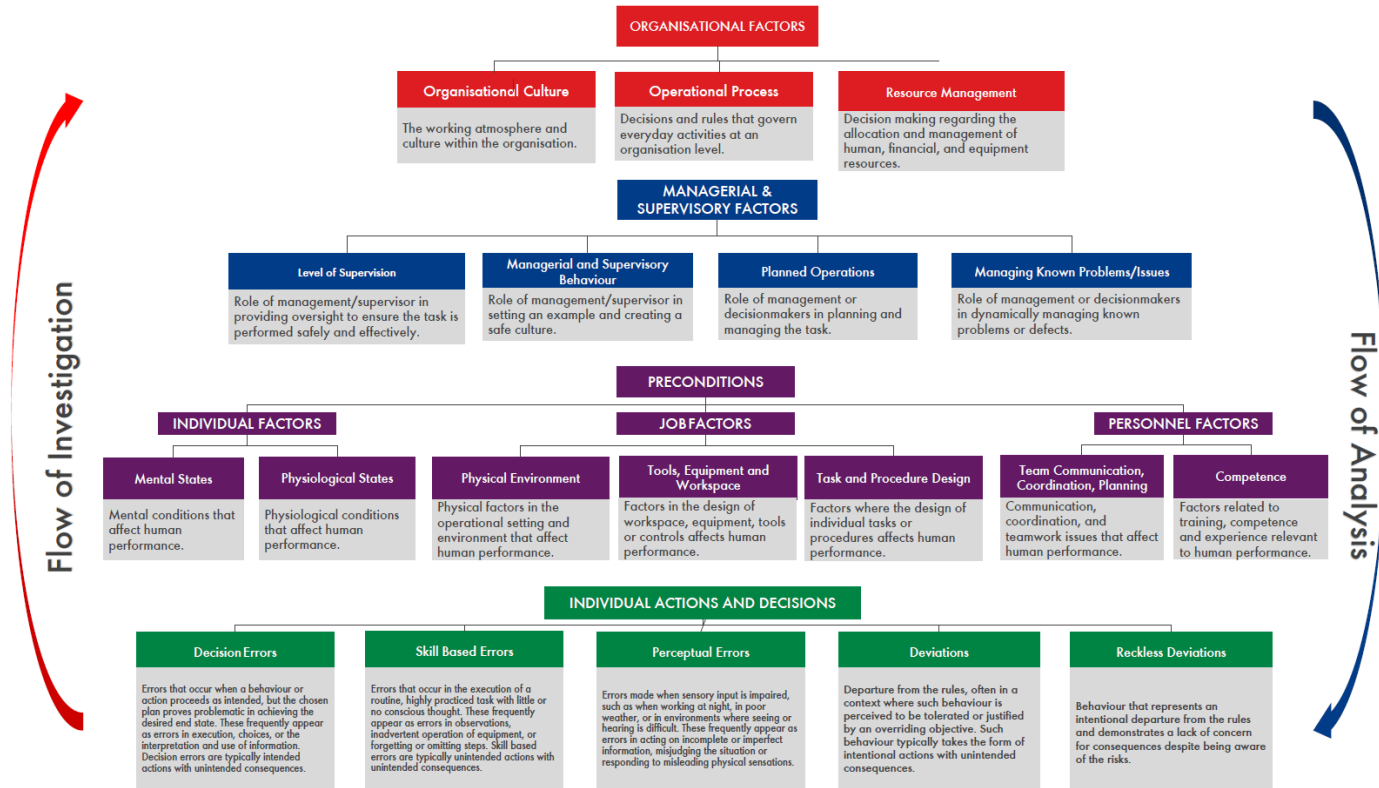 ORGANISATIONAL FACTORS
Organisational Culture
The working atmosphere and
culture within the organisation.
Operational Process
Decisions and rules that govern
everyday activities at an
organisation level.
Resource Management
Decision making regarding the
allocation and management of
human, financial, and equipment
resources.
MANAGERIAL &
SUPERVISORY FACTORS
Level of Supervision
Role of management/supervisor in
providing oversight to ensure the task is
performed safely and effectively.
Managerial and Supervisory
Behaviour
Role of management/supervisor in
setting an example and creating a
safe culture.
Planned Operations
Role of management or
decisionmakers in planning and
managing the task.
Managing Known Problems/Issues
Role of management or decisionmakers
in dynamically managing known
problems or defects.
Flow of Investigation
Flow of Analysis
PRECONDITIONS
INDIVIDUAL FACTORS
JOB FACTORS
PERSONNEL FACTORS
Mental States
Mental conditions that
affect human
performance.
Physiological States
Physiological conditions
that affect human
performance.
Physical Environment
Physical factors in the
operational setting and
environment that affect
human performance.
Tools, Equipment and
Workspace
Factors in the design of
workspace, equipment, tools
or controls affects human
performance.
Task and Procedure Design
Factors where the design of
individual tasks or
procedures affects human
performance.
Team Communication,
Coordination, Planning
Communication,
coordination, and
teamwork issues that affect
human performance.
Competence
Factors related to
training, competence
and experience relevant
to human performance.
INDIVIDUAL ACTIONS AND DECISIONS
Decision Errors
Errors that occur when a behaviour or
action proceeds as intended, but the chosen
plan proves problematic in achieving the
desired end state. These frequently appear
as errors in execution, choices, or the
interpretation and use of information.
Decision errors are typically intended
actions with unintended consequences.
Skill Based Errors
Errors that occur in the execution of a
routine, highly practiced task with little or
no conscious thought. These frequently
appear as errors in observations,
inadvertent operation of equipment, or
forgetting or omitting steps. Skill based
errors are typically unintended actions with
unintended consequences.
Perceptual Errors
Errors made when sensory input is impaired,
such as when working at night, in poor
weather, or in environments where seeing or
hearing is difficult. These frequently appear as
errors in acting on incomplete or imperfect
information, misjudging the situation or
responding to misleading physical sensations.
Deviations
Departure from the rules, often in a
context where such behaviour is
perceived to be tolerated or justified
by an overriding objective. Such
behaviour typically takes the form of
intentional actions with unintended
consequences.
Reckless Deviations
Behaviour that represents an
intentional departure from the rules
and demonstrates a lack of concern
for consequences despite being aware
of the risks.